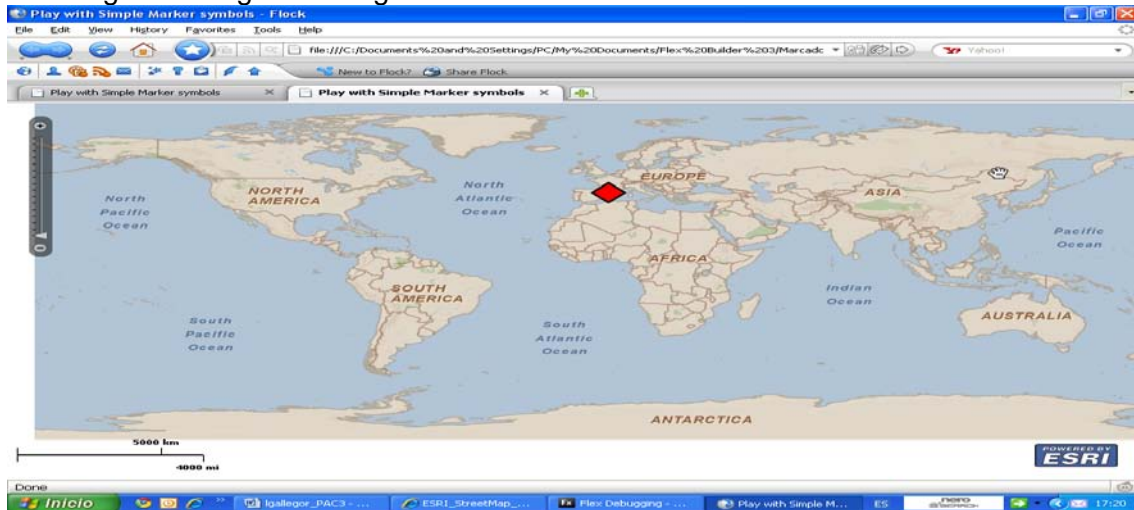 Play with Simple Marker symbols - Flock
File Edit View History Favorites Tools Help
file:///C:/Documents%20and%20Settings/PC/My%20Documents/Flex%20Builder%203/Marcadc
Yahoo!
New to Flock? Share Flock
Play with Simple Marker symbols
Play with Simple Marker symbols
North Pacific Ocean
NORTH AMERICA
North Atlantic Ocean
EUROPE
ASIA
Pacific Ocean
AFRICA
SOUTH AMERICA
Indian Ocean
AUSTRALIA
South Pacific Ocean
South Atlantic Ocean
ANTARCTICA
5000 km
4000 mi
POWERED BY
ESRI
Done
Inicio
lgallegor_PAC3 - ...
ESRI_StreetMap_...
Flex Debugging - ...
Play with Simple M...
ES
nero
17:20